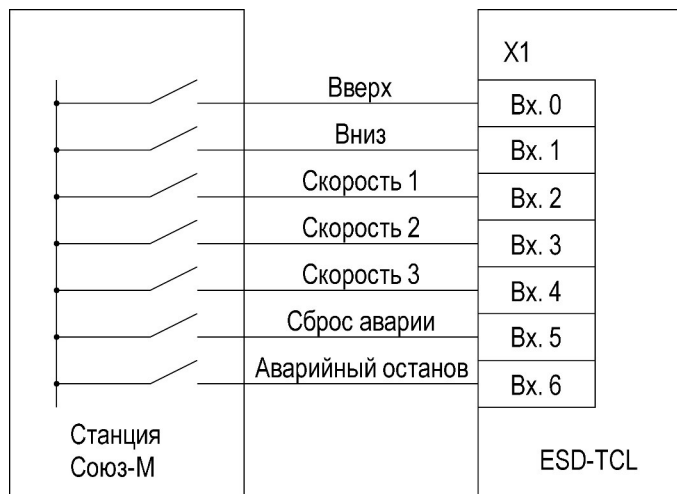 X1
Вверх
Вх. 0
Вниз
Вх. 1
Скорость 1
Вх. 2
Скорость 2
Вх. 3
Скорость 3
Вх. 4
Сброс аварии
Вх. 5
Аварийный останов
Вх. 6
Станция
Союз-М
ESD-TCL